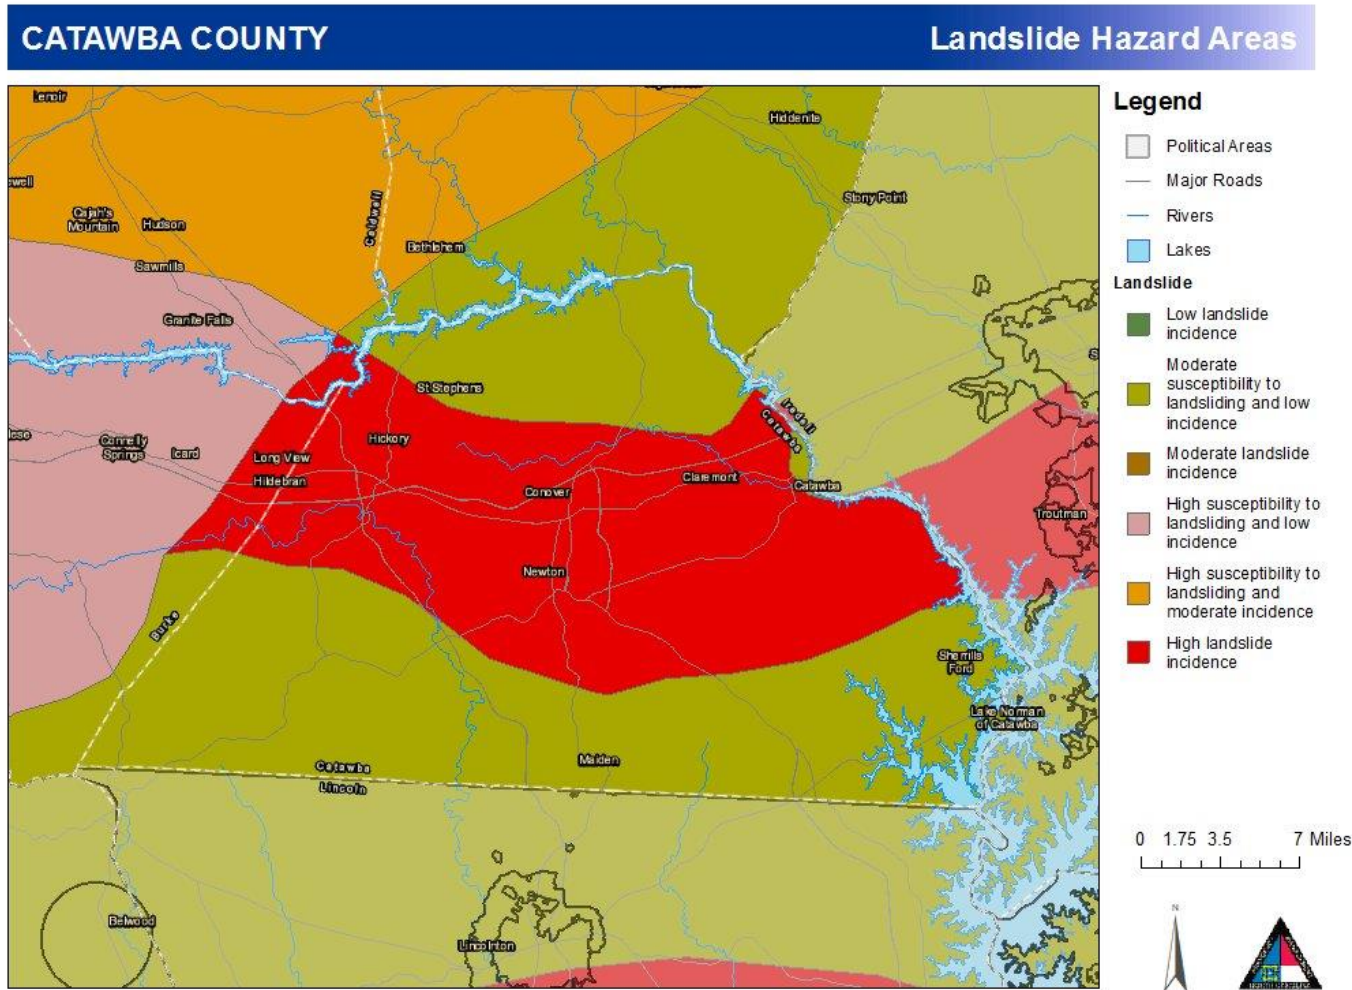 CATAWBA COUNTY
Landslide Hazard Areas
Lenoir
Hiddenite
ewell
Cajah's
Mountain
Hudson
Caldwell
Stony Point
Bethlehem
Sawmills
Granite Falls
St Stephens
Iredell
Catawba
Connelly
Springs
Icard
Hickory
Long View
Hildebran
Conover
Claremont
Catawba
Troutman
Newton
Burke
Sherrills
Ford
Lake Norman
of Catawba
Maiden
Catawba
Lincoln
Belwood
Lincolnton
Legend
Political Areas
Major Roads
Rivers
Lakes
Landslide
Low landslide
incidence
Moderate
susceptibility to
landsliding and low
incidence
Moderate landslide
incidence
High susceptibility to
landsliding and low
incidence
High susceptibility to
landsliding and
moderate incidence
High landslide
incidence
0 1.75 3.5 7 Miles
N